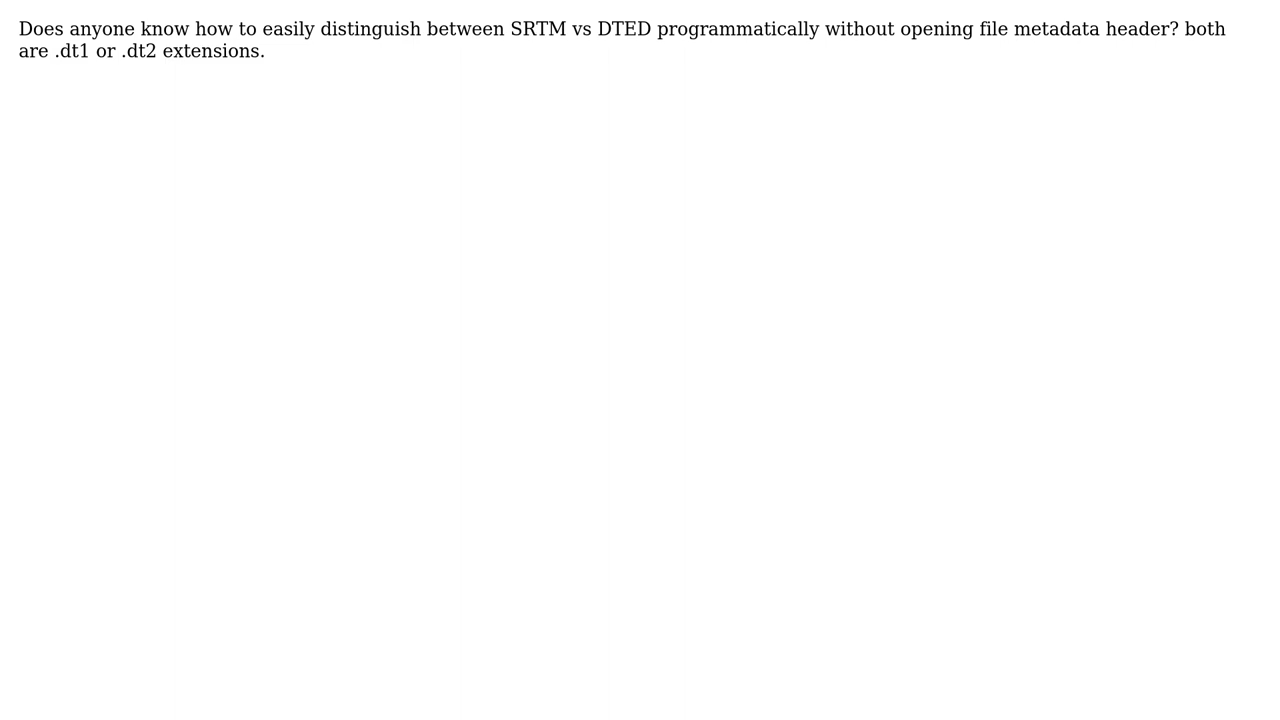 Does anyone know how to easily distinguish between SRTM vs DTED programmatically without opening file metadata header? both
are .dt1 or .dt2 extensions.